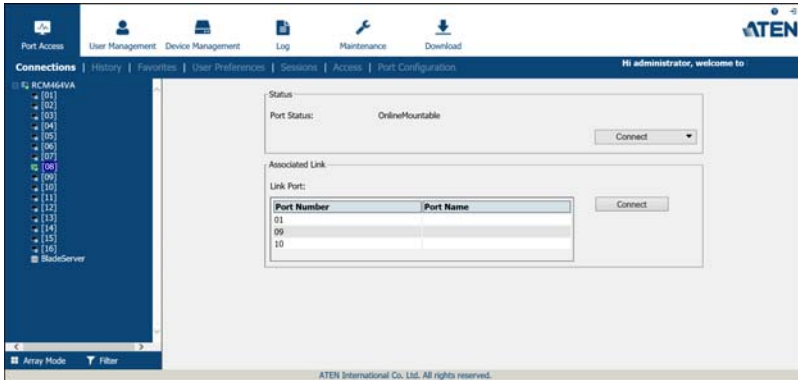 ATEN
Port Access
User Management
Device Management
Log
Maintenance
Download
Connections | History | Favorites | User Preferences | Sessions | Access | Port Configuration
Hi administrator, welcome to
RCM464VA
[01]
[02]
[03]
[04]
[05]
[06]
[07]
[08]
[09]
[10]
[11]
[12]
[13]
[14]
[15]
[16]
BladeServer
Status
Port Status: OnlineMountable
Connect
Associated Link
Link Port:
Port Number Port Name
01
09
10
Connect
Array Mode Filter
ATEN International Co. Ltd. All rights reserved.